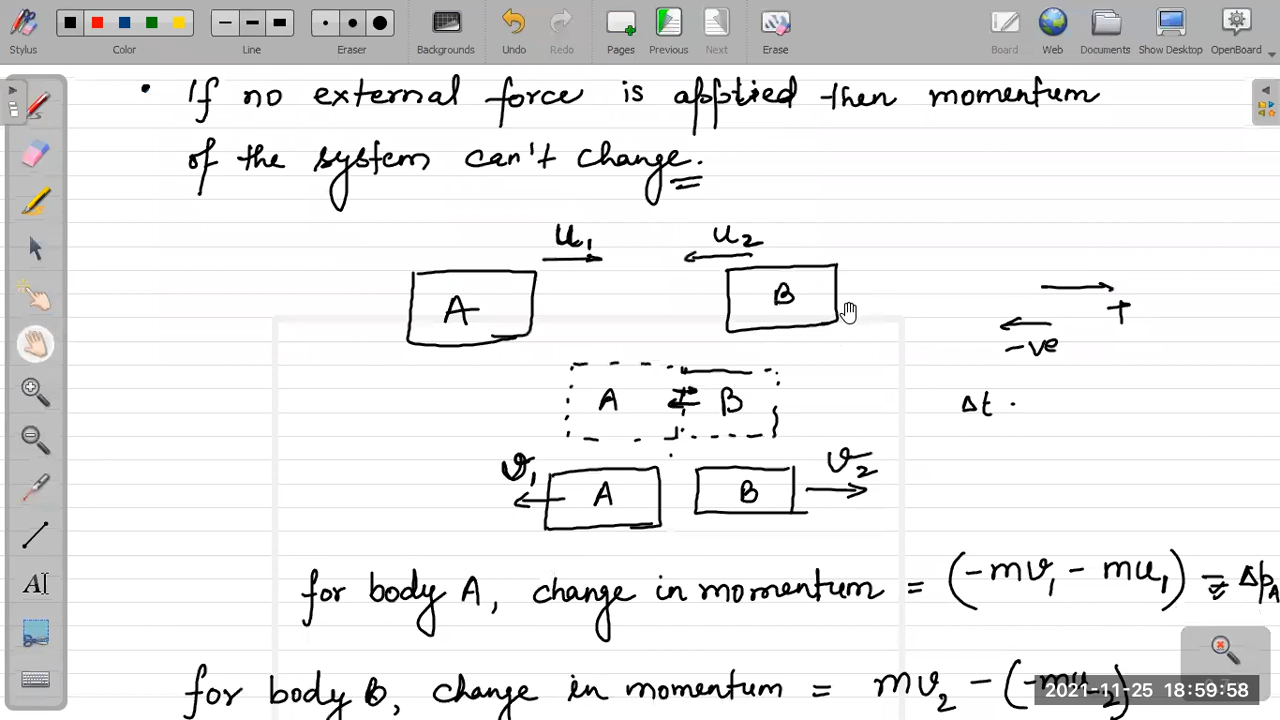 Stylus Color Line Eraser Backgrounds Undo Redo Pages Previous Next Erase Board Web Documents Show Desktop OpenBoard
• If no external force is applied then momentum
of the system can't change.
u₁ u₂
A B
+
-ve
A B
Δt
v₁ v₂
A B
for body A, change in momentum = (-mv₁ - mu₁) = Δp_A
for body B, change in momentum = mv₂ - (-mu₂)
2021-11-25 18:59:58